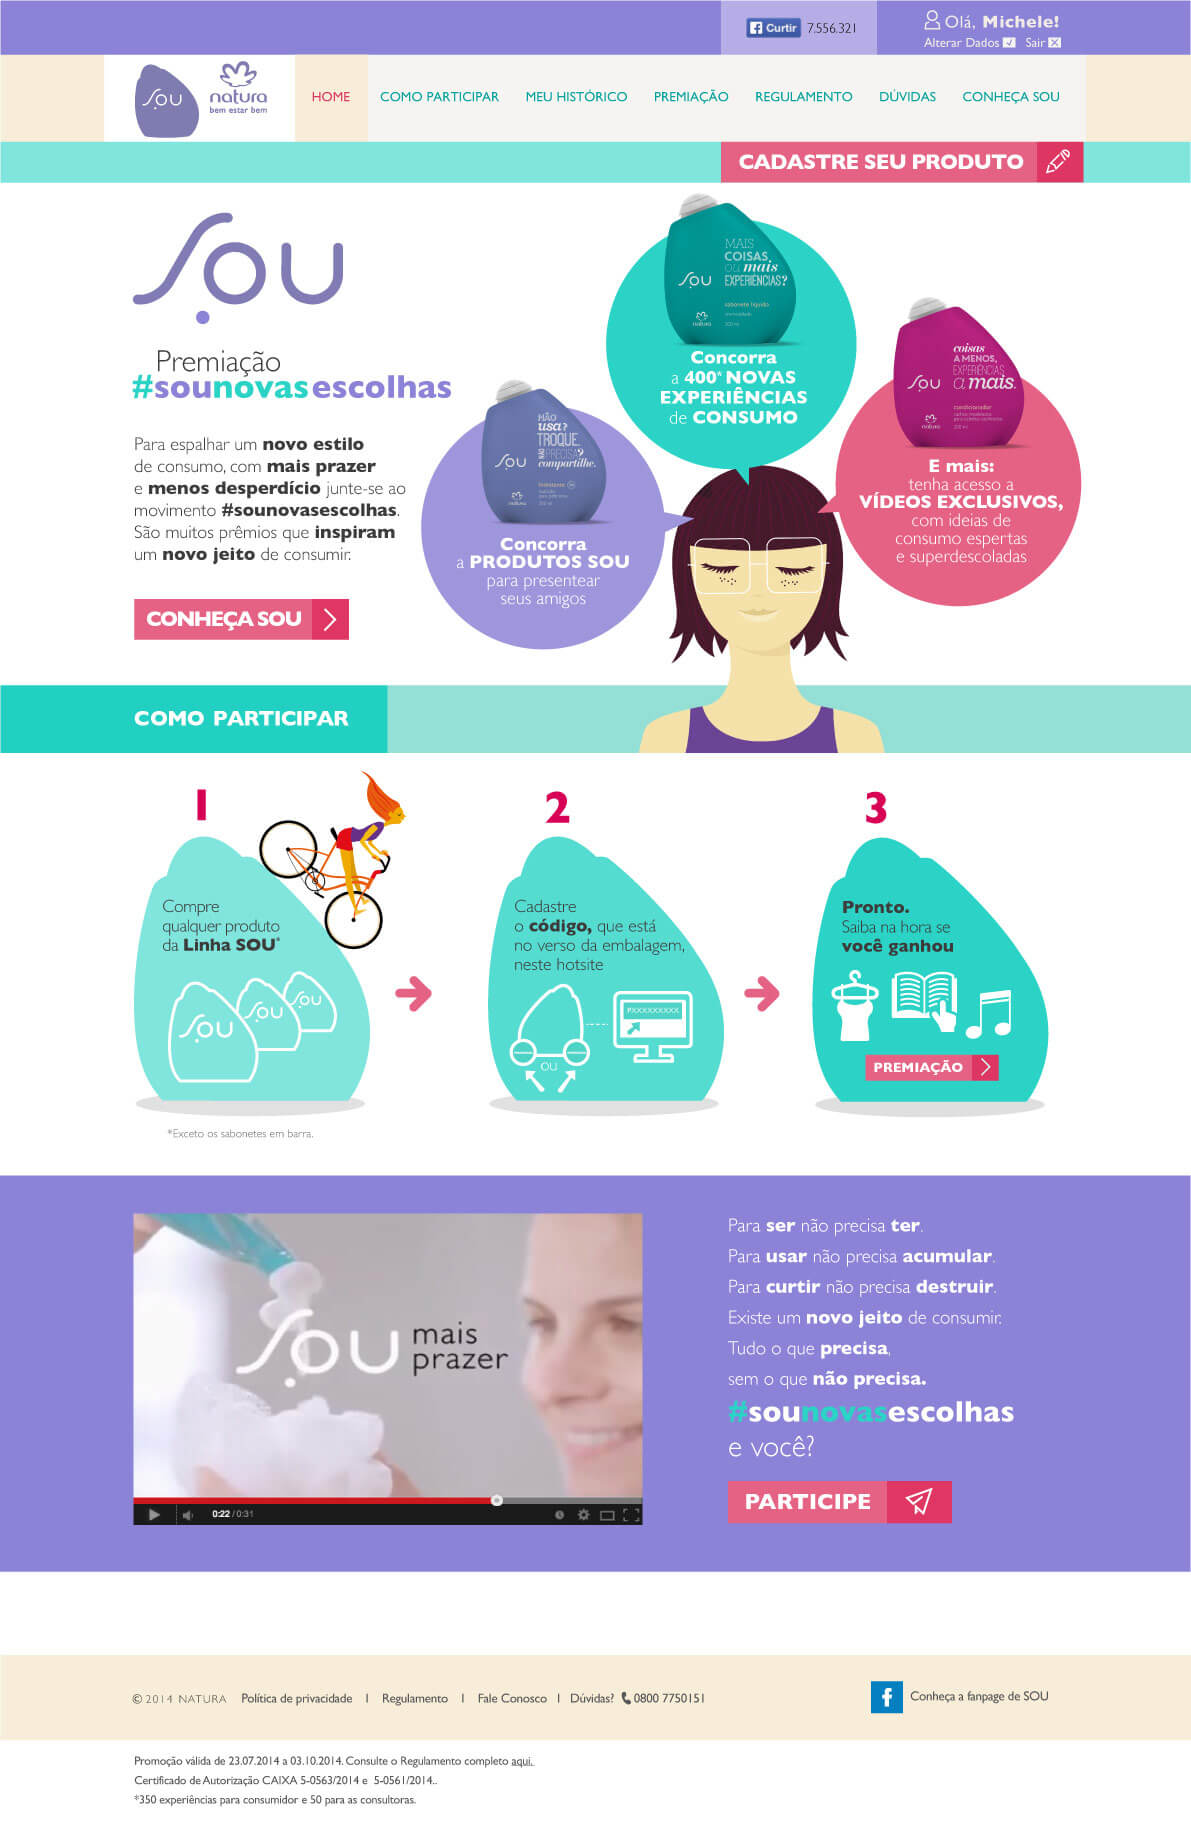 Curtir 7.556.321
Olá, Michele!
Alterar Dados Sair
SOU
natura
bem estar bem
HOME COMO PARTICIPAR MEU HISTÓRICO PREMIAÇÃO REGULAMENTO DÚVIDAS CONHEÇA SOU
CADASTRE SEU PRODUTO
SOU
Premiação
#sounovasescolhas
Para espalhar um novo estilo
de consumo, com mais prazer
e menos desperdício junte-se ao
movimento #sounovasescolhas.
São muitos prêmios que inspiram
um novo jeito de consumir.
CONHEÇA SOU
NÃO
usa?
TROQUE.
NÃO PRECISA?
compartilhe.
SOU
hidratante
Concorra
a PRODUTOS SOU
para presentear
seus amigos
MAIS
COISAS
OU mais
EXPERIÊNCIAS?
SOU
sabonete líquido
natura
200 ml
Concorra
a 400* NOVAS
EXPERIÊNCIAS
de CONSUMO
coisas
A MENOS,
EXPERIÊNCIAS
a mais.
SOU
condicionador
natura
200 ml
E mais:
tenha acesso a
VÍDEOS EXCLUSIVOS,
com ideias de
consumo espertas
e superdescoladas
COMO PARTICIPAR
1
Compre
qualquer produto
da Linha SOU*
SOU
SOU
SOU
*Exceto os sabonetes em barra.
2
Cadastre
o código, que está
no verso da embalagem,
neste hotsite
PXXXXXXXXXX
OU
3
Pronto.
Saiba na hora se
você ganhou
PREMIAÇÃO
SOU mais
prazer
0:22 / 0:31
Para ser não precisa ter.
Para usar não precisa acumular.
Para curtir não precisa destruir.
Existe um novo jeito de consumir.
Tudo o que precisa,
sem o que não precisa.
#sounovasescolhas
e você?
PARTICIPE
© 2014 NATURA Política de privacidade | Regulamento | Fale Conosco | Dúvidas? 0800 7750151
Conheça a fanpage de SOU
Promoção válida de 23.07.2014 a 03.10.2014. Consulte o Regulamento completo aqui.
Certificado de Autorização CAIXA 5-0563/2014 e 5-0561/2014..
*350 experiências para consumidor e 50 para as consultoras.